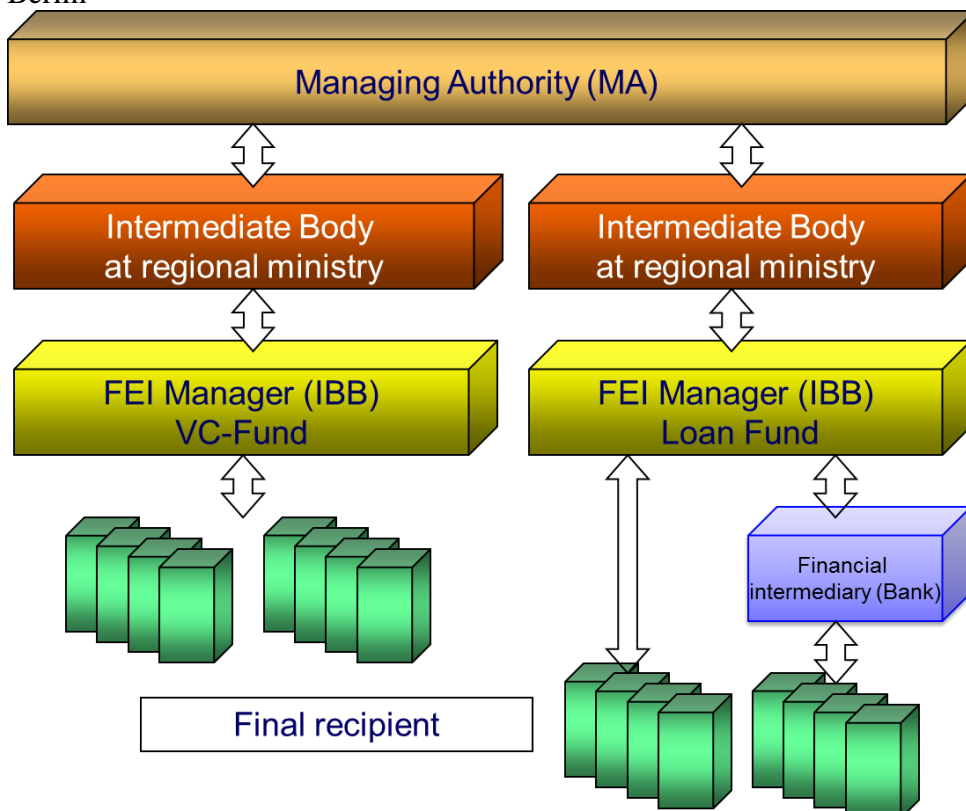 Berlin
Managing Authority (MA)
Intermediate Body
at regional ministry
Intermediate Body
at regional ministry
FEI Manager (IBB)
VC-Fund
FEI Manager (IBB)
Loan Fund
Financial
intermediary (Bank)
Final recipient